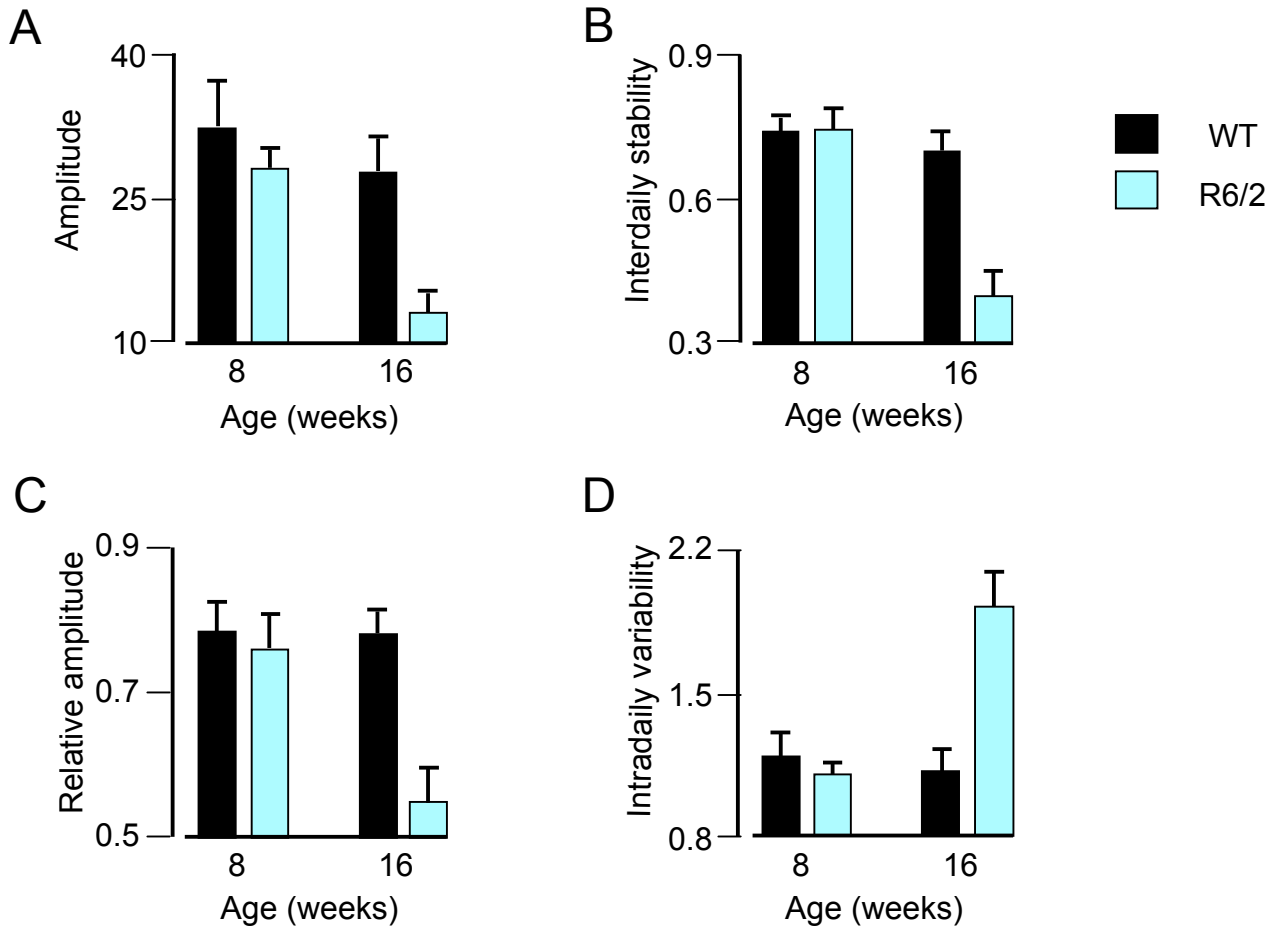 A
40
25
10
Amplitude
8 16
Age (weeks)
B
0.9
0.6
0.3
Interdaily stability
8 16
Age (weeks)
WT
R6/2
C
0.9
0.7
0.5
Relative amplitude
8 16
Age (weeks)
D
2.2
1.5
0.8
Intradaily variability
8 16
Age (weeks)